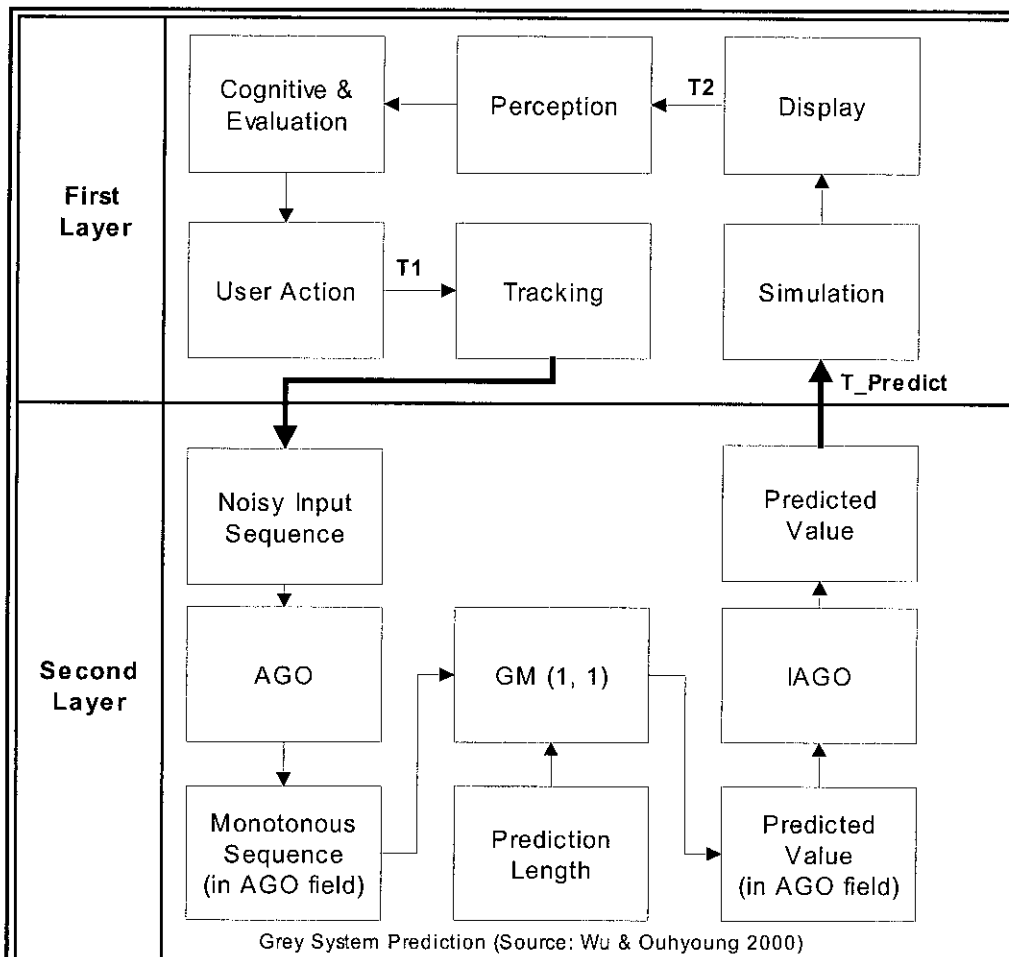 First
Layer
Cognitive &
Evaluation
Perception
T2
Display
User Action
T1
Tracking
Simulation
T_Predict
Second
Layer
Noisy Input
Sequence
Predicted
Value
AGO
GM (1, 1)
IAGO
Monotonous
Sequence
(in AGO field)
Prediction
Length
Predicted
Value
(in AGO field)
Grey System Prediction (Source: Wu & Ouhyoung 2000)